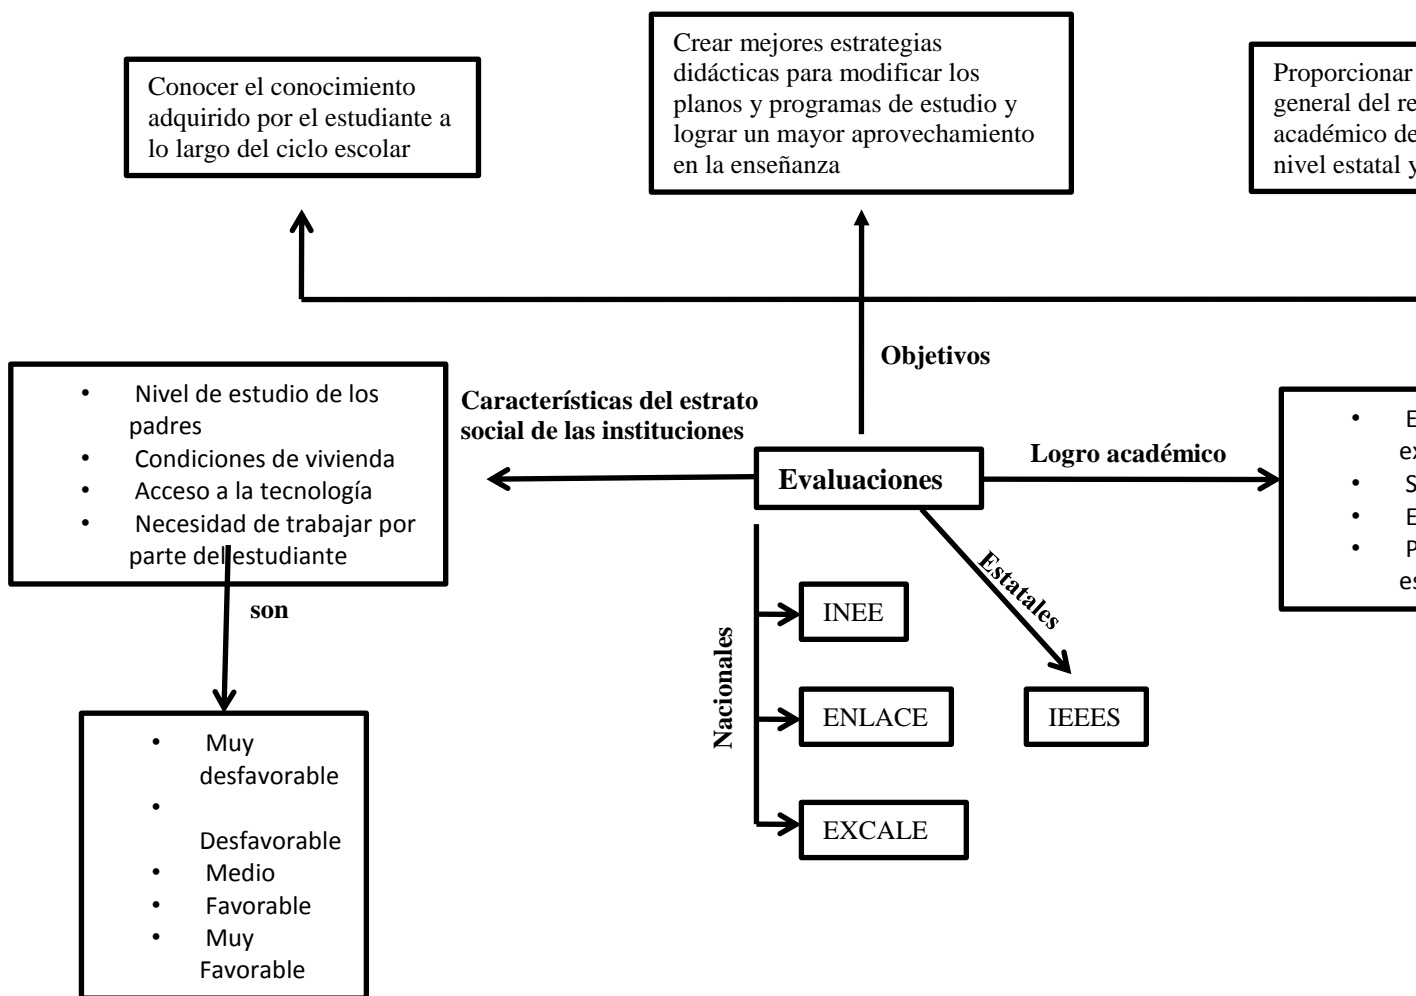 Conocer el conocimiento
adquirido por el estudiante a
lo largo del ciclo escolar
Crear mejores estrategias
didácticas para modificar los
planos y programas de estudio y
lograr un mayor aprovechamiento
en la enseñanza
Proporcionar
general del
académico
nivel estatal
Objetivos
• Nivel de estudio de los
padres
• Condiciones de vivienda
• Acceso a la tecnología
• Necesidad de trabajar por
parte del estudiante
Características del estrato
social de las instituciones
Evaluaciones
Logro académico
son
• Muy
desfavorable
•
Desfavorable
• Medio
• Favorable
• Muy
Favorable
Nacionales
INEE
ENLACE
EXCALE
Estatales
IEEES